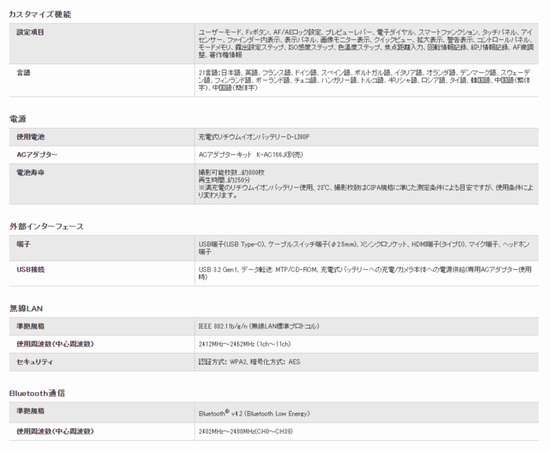 カスタマイズ機能
設定項目
ユーザーモード、Fxボタン、AF/AEロック設定、プレビューレバー、電子ダイヤル、スマートファンクション、タッチパネル、アイ
センサー、ファインダー内表示、表示パネル、画像モニター表示、クイックビュー、拡大表示、警告表示、コントロールパネル、
モードメモリ、露出設定ステップ、ISO感度ステップ、色温度ステップ、焦点距離入力、回転情報記録、絞り情報記録、AF微調
整、著作権情報
言語
21言語：日本語、英語、フランス語、ドイツ語、スペイン語、ポルトガル語、イタリア語、オランダ語、デンマーク語、スウェーデ
ン語、フィンランド語、ポーランド語、チェコ語、ハンガリー語、トルコ語、ギリシャ語、ロシア語、タイ語、韓国語、中国語(繁体
字)、中国語(簡体字)
電源
使用電池
充電式リチウムイオンバッテリーD-LI90P
ACアダプター
ACアダプターキット K-AC166J(別売)
電池寿命
撮影可能枚数..約800枚
再生時間..約250分
※満充電のリチウムイオンバッテリー使用、23℃、撮影枚数はCIPA規格に準じた測定条件による目安ですが、使用条件によ
り変わります。
外部インターフェース
端子
USB端子(USB Type-C)、ケーブルスイッチ端子(φ2.5mm)、Xシンクロソケット、HDMI端子(タイプD)、マイク端子、ヘッドホン
端子
USB接続
USB 3.2 Gen1、データ転送: MTP/CD-ROM、充電式バッテリーへの充電/カメラ本体への電源供給(専用ACアダプター使用
時)
無線LAN
準拠規格
IEEE 802.11b/g/n (無線LAN標準プロトコル)
使用周波数(中心周波数)
2412MHz～2462MHz (1ch～11ch)
セキュリティ
認証方式: WPA2、暗号化方式: AES
Bluetooth通信
準拠規格
Bluetooth® v4.2 (Bluetooth Low Energy)
使用周波数(中心周波数)
2402MHz～2480MHz(CH0～CH39)